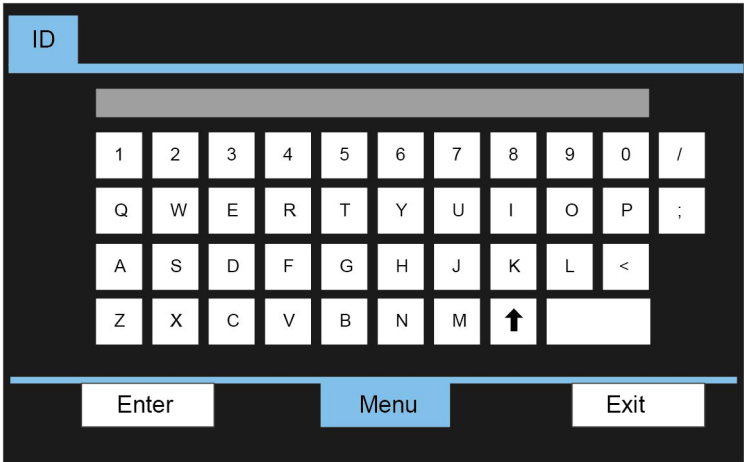 ID
1 2 3 4 5 6 7 8 9 0 /
Q W E R T Y U I O P ;
A S D F G H J K L <
Z X C V B N M ⬆
Enter Menu Exit